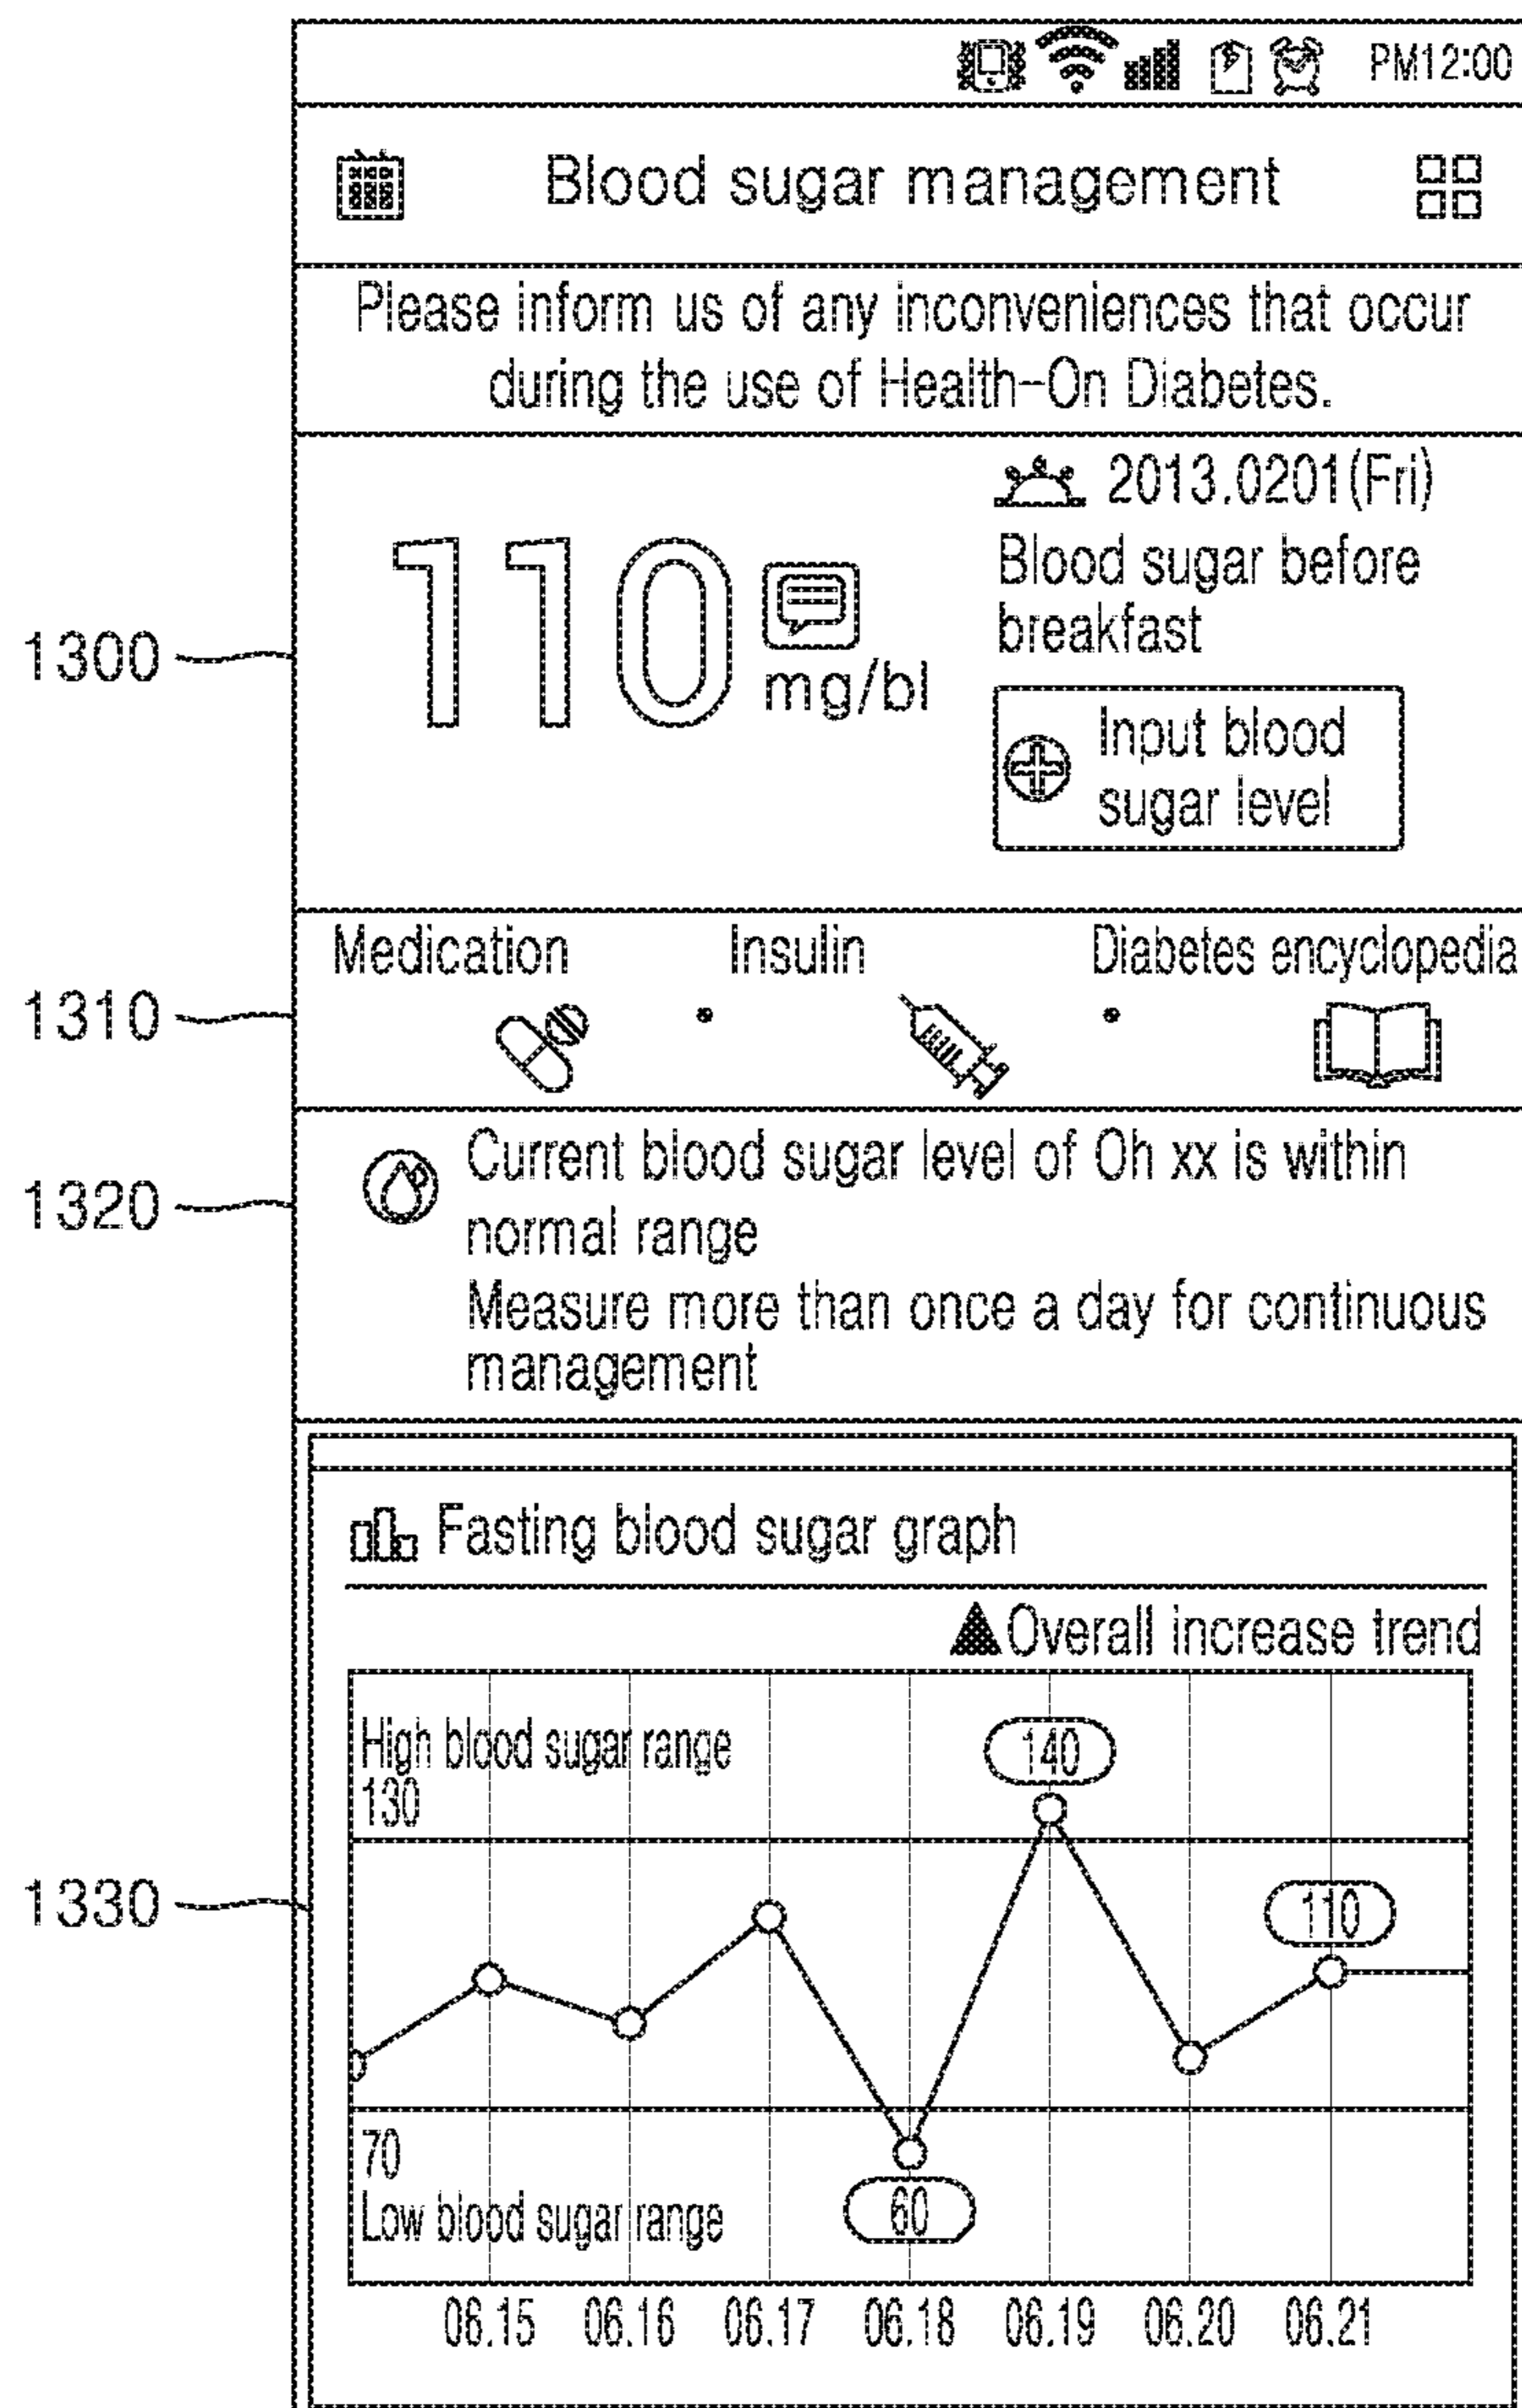 PM12:00
Blood sugar management
Please inform us of any inconveniences that occur
during the use of Health-On Diabetes.
2013.0201(Fri)
110
mg/bl
Blood sugar before
breakfast
Input blood
sugar level
1300
Medication
Insulin
Diabetes encyclopedia
1310
Current blood sugar level of Oh xx is within
normal range
Measure more than once a day for continuous
management
1320
Fasting blood sugar graph
▲Overall increase trend
High blood sugar range
130
140
110
1330
70
Low blood sugar range
60
06.15 06.16 06.17 06.18 06.19 06.20 06.21